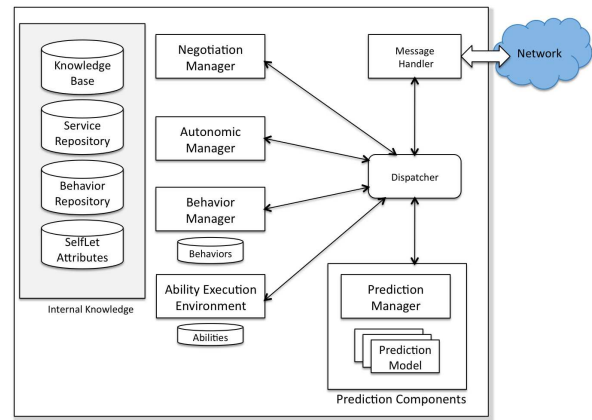 Knowledge
Base
Service
Repository
Behavior
Repository
SelfLet
Attributes
Internal Knowledge
Negotiation
Manager
Autonomic
Manager
Behavior
Manager
Behaviors
Ability Execution
Environment
Abilities
Message
Handler
Network
Dispatcher
Prediction
Manager
Prediction
Model
Prediction Components